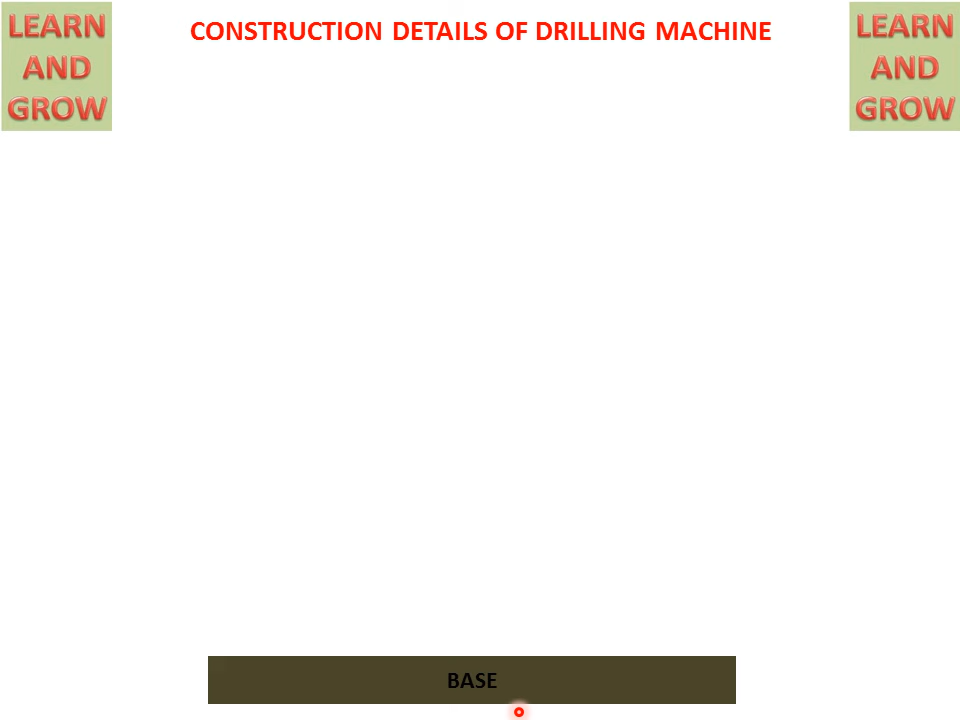 LEARN
AND
GROW
CONSTRUCTION DETAILS OF DRILLING MACHINE
LEARN
AND
GROW
BASE